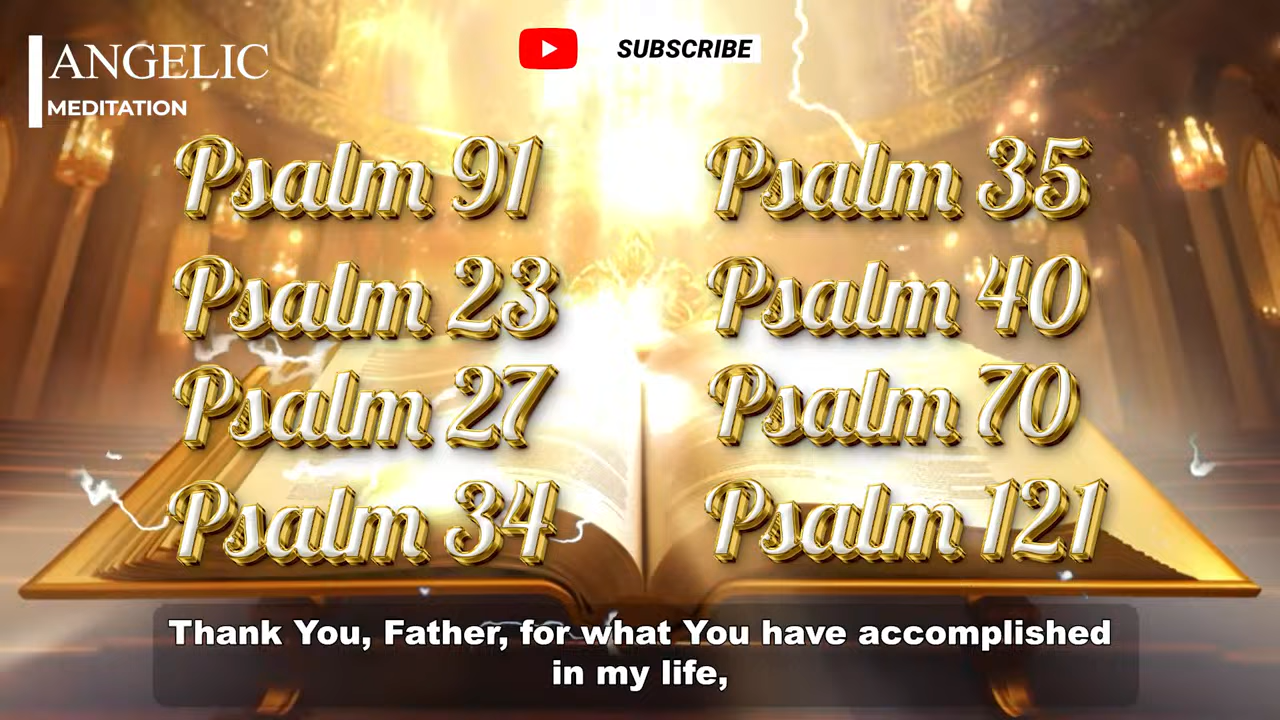 ANGELIC
MEDITATION
SUBSCRIBE
Psalm 91
Psalm 23
Psalm 27
Psalm 34
Psalm 35
Psalm 40
Psalm 70
Psalm 121
Thank You, Father, for what You have accomplished
in my life,